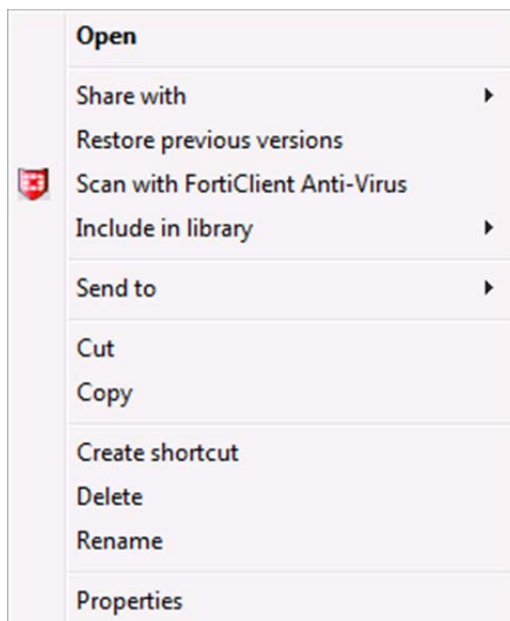 Open
Share with
Restore previous versions
Scan with FortiClient Anti-Virus
Include in library
Send to
Cut
Copy
Create shortcut
Delete
Rename
Properties